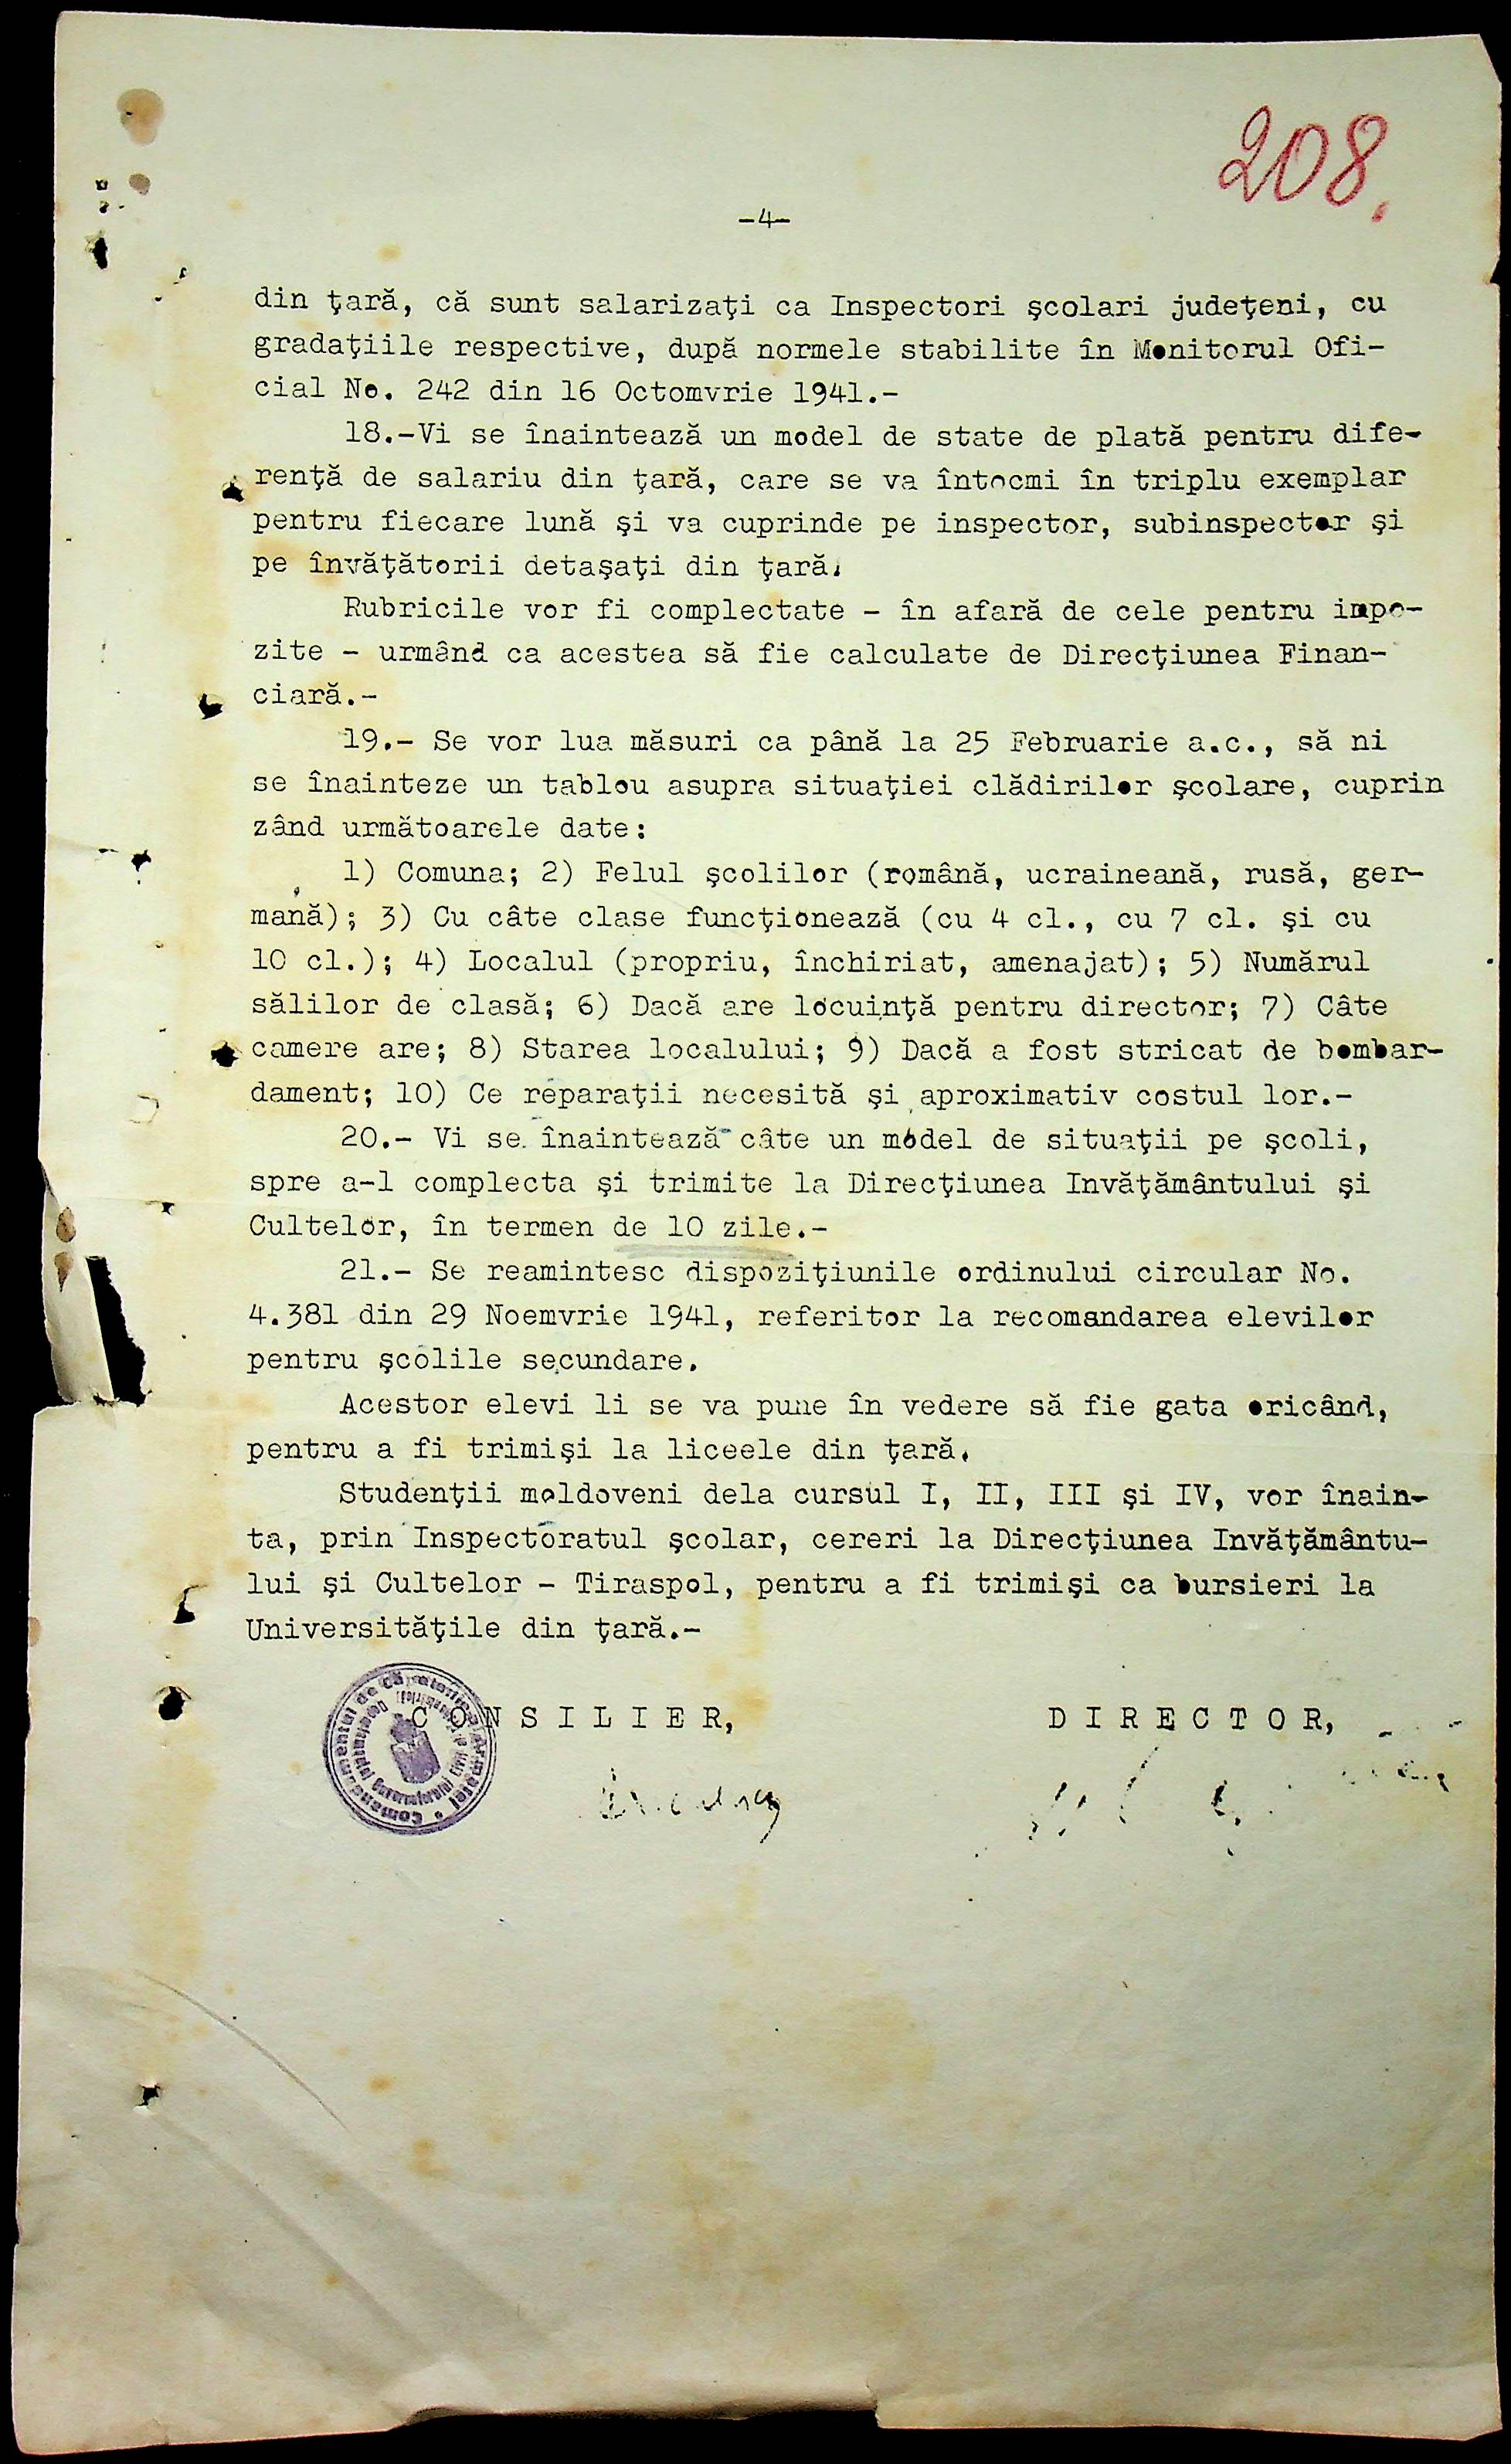 208.
-4-
din ţară, că sunt salarizaţi ca Inspectori şcolari judeţeni, cu
gradaţiile respective, după normele stabilite în Monitorul Ofi-
cial No. 242 din 16 Octomvrie 1941.-
18.-Vi se înaintează un model de state de plată pentru dife-
renţă de salariu din ţară, care se va întocmi în triplu exemplar
pentru fiecare lună şi va cuprinde pe inspector, subinspector şi
pe învăţătorii detaşaţi din ţară.
Rubricile vor fi complectate - în afară de cele pentru impo-
zite - urmând ca acestea să fie calculate de Direcţiunea Finan-
ciară.-
19.- Se vor lua măsuri ca până la 25 Februarie a.c., să ni
se înainteze un tablou asupra situaţiei clădirilor şcolare, cuprin
zând următoarele date:
1) Comuna; 2) Felul şcolilor (română, ucraineană, rusă, ger-
mană); 3) Cu câte clase funcţionează (cu 4 cl., cu 7 cl. şi cu
10 cl.); 4) Localul (propriu, închiriat, amenajat); 5) Numărul
sălilor de clasă; 6) Dacă are locuinţă pentru director; 7) Câte
camere are; 8) Starea localului; 9) Dacă a fost stricat de bombar-
dament; 10) Ce reparaţii necesită şi aproximativ costul lor.-
20.- Vi se înaintează câte un model de situaţii pe şcoli,
spre a-l complecta şi trimite la Direcţiunea Invăţământului şi
Cultelor, în termen de 10 zile.-
21.- Se reamintesc dispoziţiunile ordinului circular No.
4.381 din 29 Noemvrie 1941, referitor la recomandarea elevilor
pentru şcolile secundare.
Acestor elevi li se va pune în vedere să fie gata oricând,
pentru a fi trimişi la liceele din ţară.
Studenţii moldoveni dela cursul I, II, III şi IV, vor înain-
ta, prin Inspectoratul şcolar, cereri la Direcţiunea Invăţământu-
lui şi Cultelor - Tiraspol, pentru a fi trimişi ca bursieri la
Universităţile din ţară.-
CONSILIER, DIRECTOR,
Comandamentul de Căpetenie al Armatei